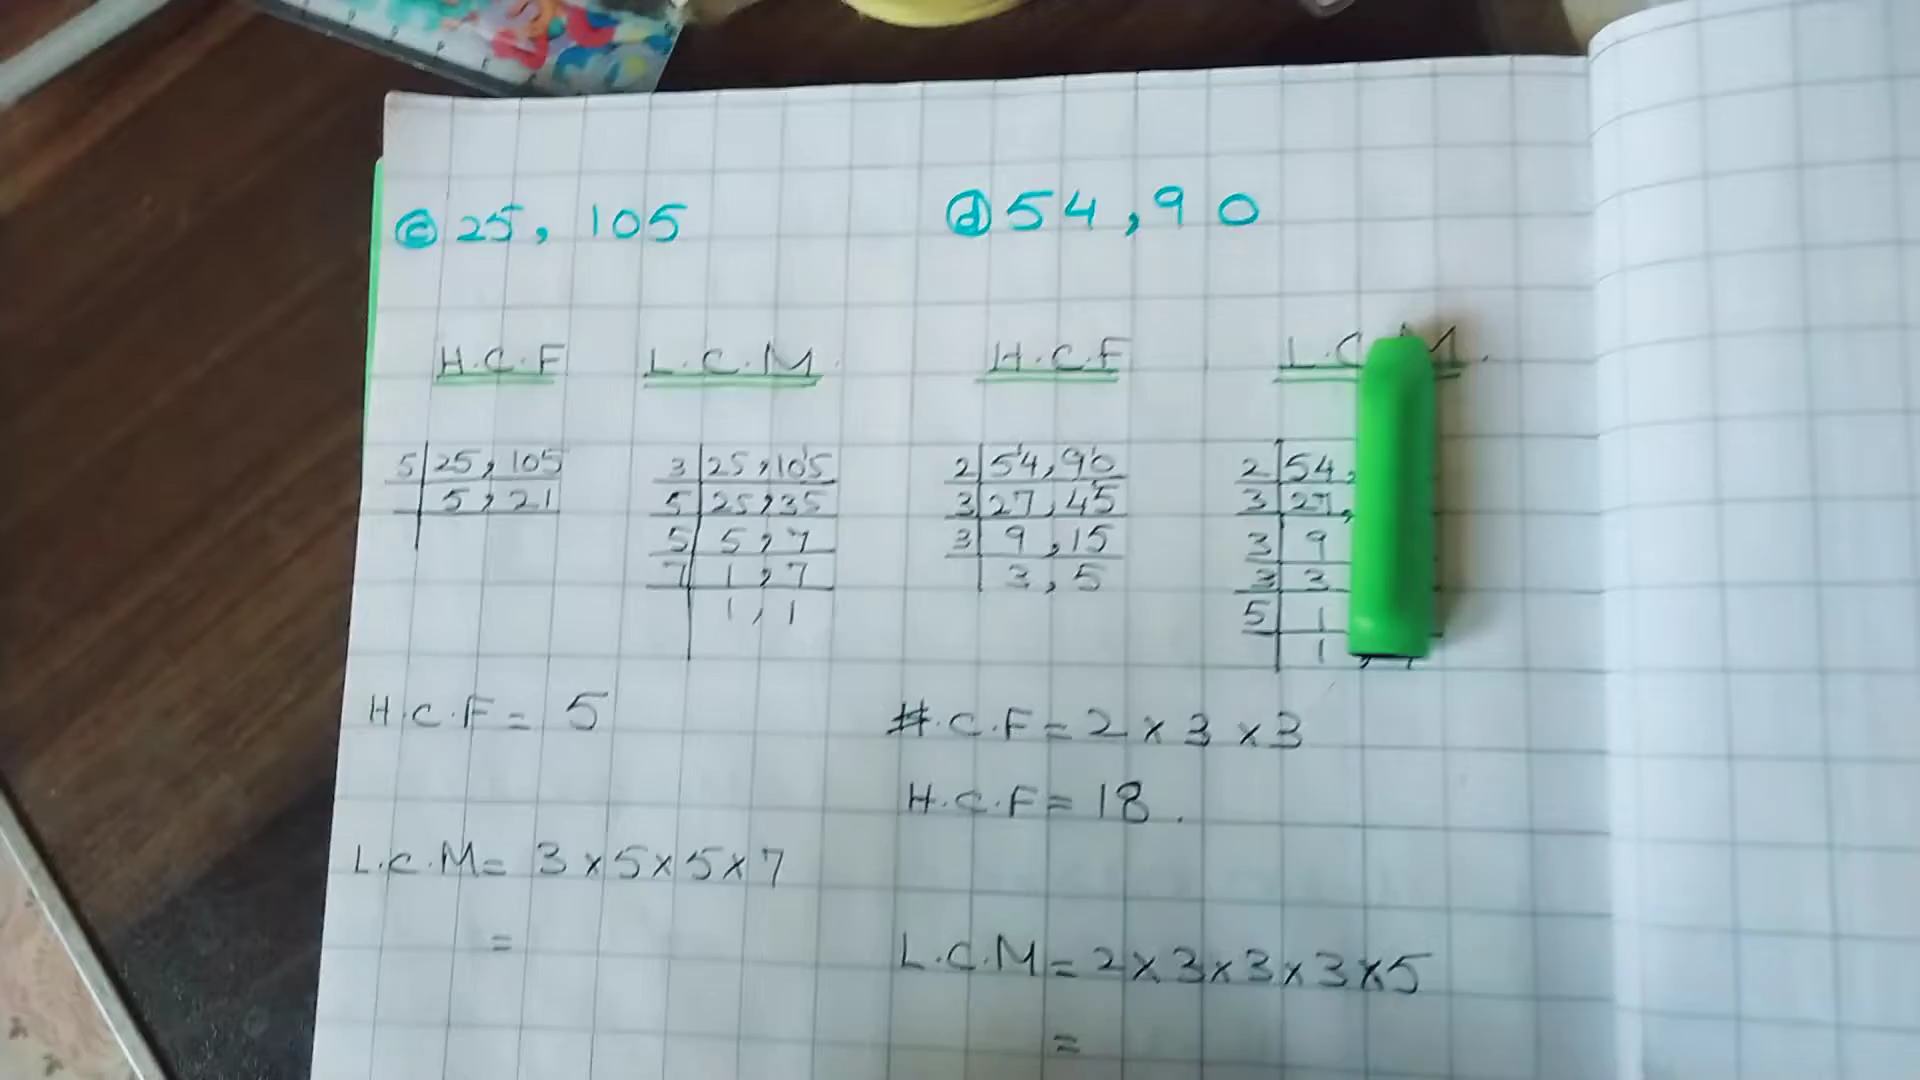 c 25, 105
H.C.F L.C.M.
5 25, 105
5, 21
3 25, 105
5 25, 35
5 5, 7
7 1, 7
1, 1
H.C.F = 5
L.C.M = 3 x 5 x 5 x 7
=
d 54, 90
H.C.F L.C.M.
2 54, 90
3 27, 45
3 9, 15
3, 5
2 54,
3 27,
3 9
3 3
5 1
1,
H.C.F = 2 x 3 x 3
H.C.F = 18.
L.C.M = 2 x 3 x 3 x 3 x 5
=